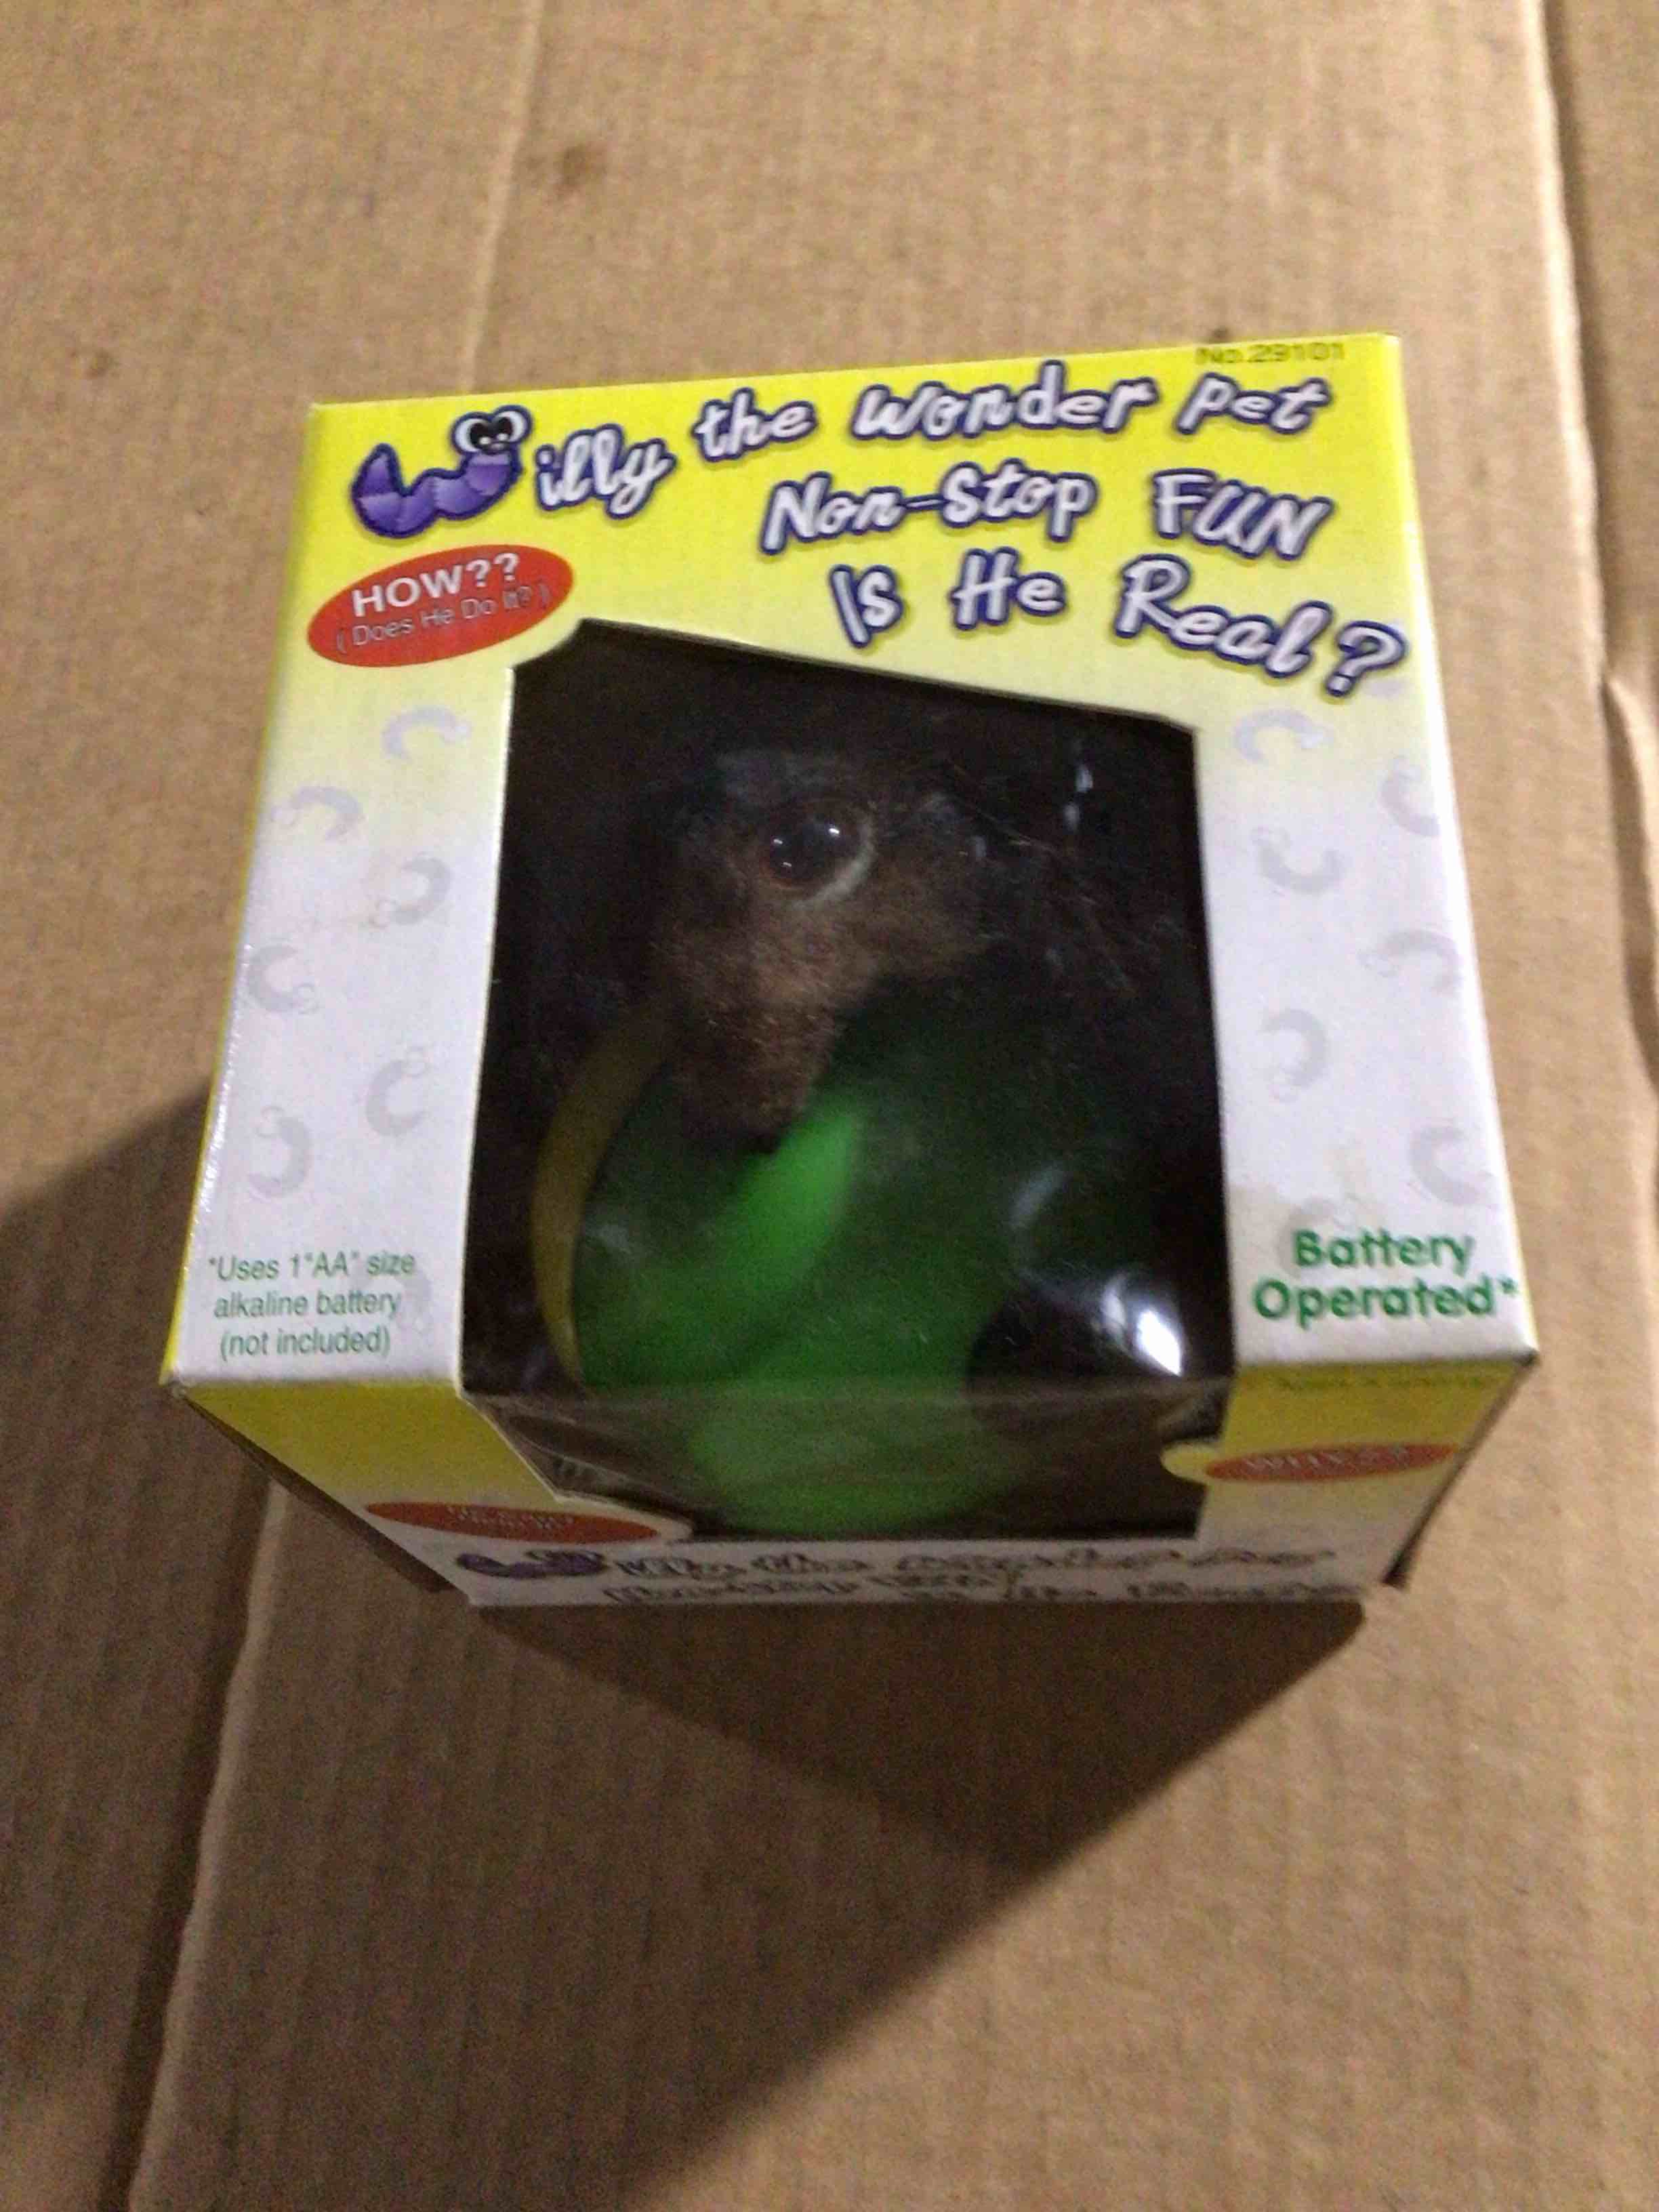 No.29101
Willy the wonder pet
Non-Stop FUN
Is He Real?
HOW??
( Does He Do It? )
*Uses 1"AA" size
alkaline battery
(not included)
Battery
Operated*